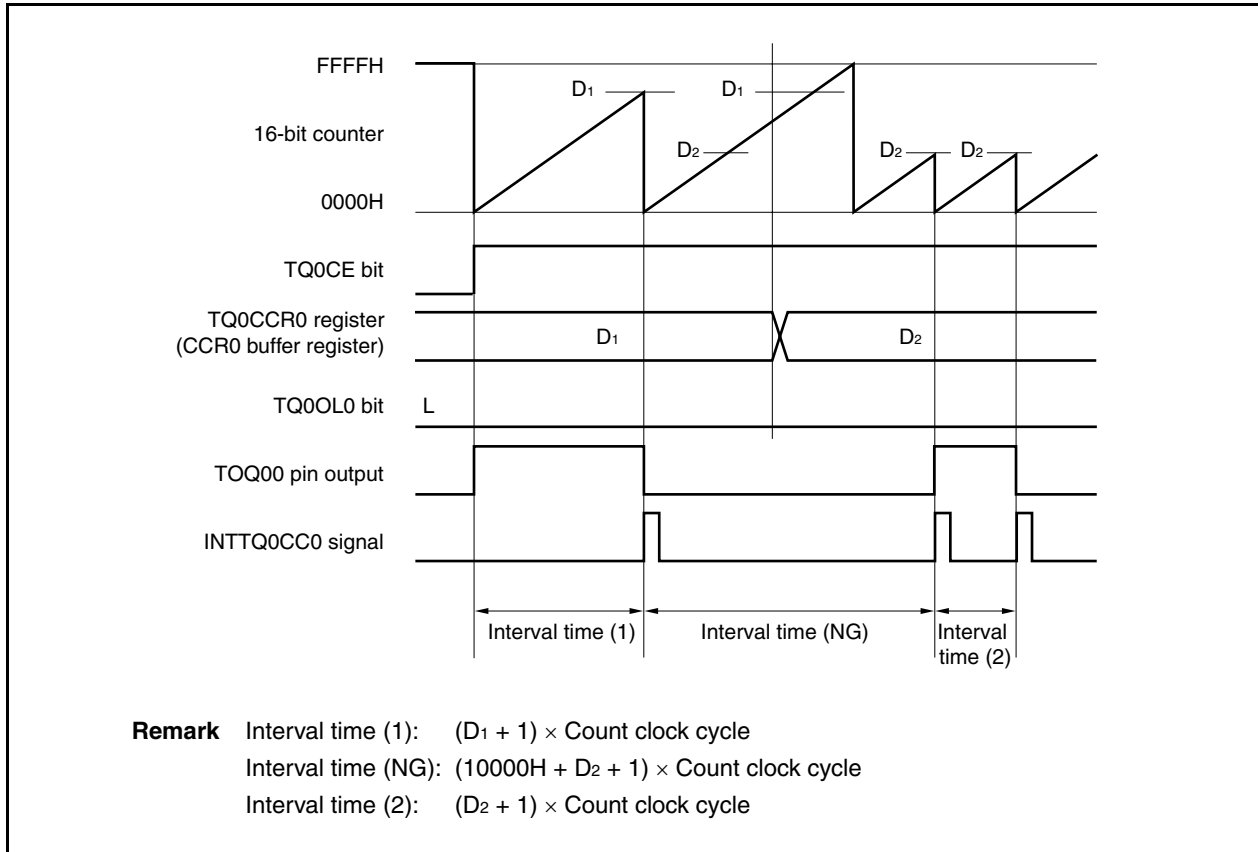 FFFFH
D1
D1
16-bit counter
D2
D2
D2
0000H
TQ0CE bit
TQ0CCR0 register
(CCR0 buffer register)
D1
D2
TQ0OL0 bit
L
TOQ00 pin output
INTTQ0CC0 signal
Interval time (1)
Interval time (NG)
Interval
time (2)
Remark Interval time (1): (D1 + 1) × Count clock cycle
Interval time (NG): (10000H + D2 + 1) × Count clock cycle
Interval time (2): (D2 + 1) × Count clock cycle